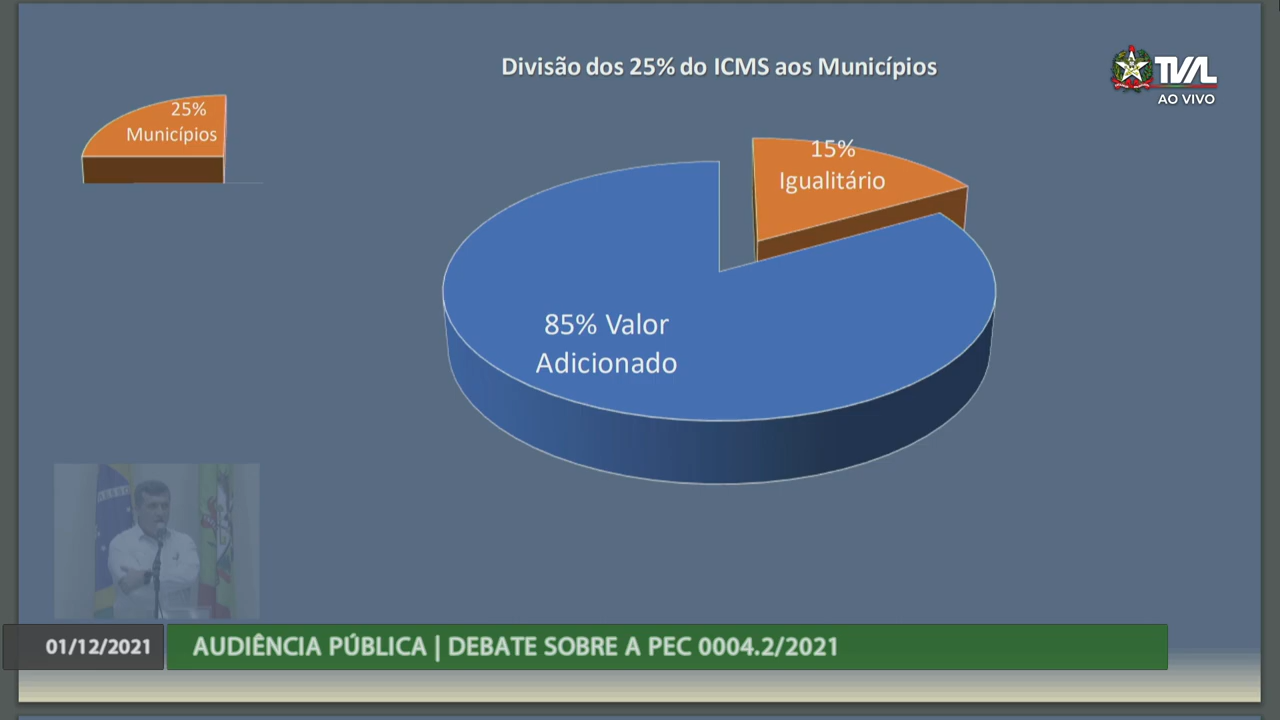 Divisão dos 25% do ICMS aos Municípios
TVAL
AO VIVO
25%
Municípios
15%
Igualitário
85% Valor
Adicionado
01/12/2021
AUDIÊNCIA PÚBLICA | DEBATE SOBRE A PEC 0004.2/2021